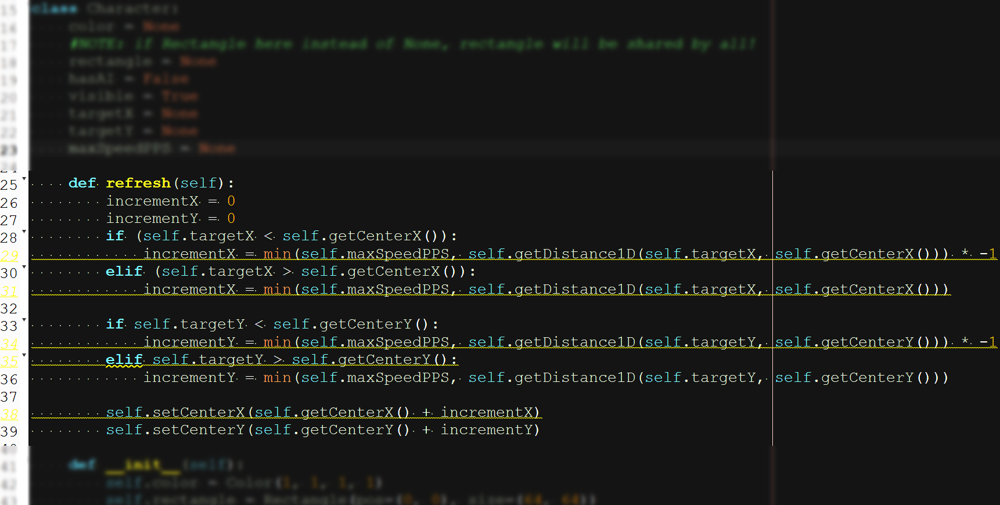 15 class Character:
16 color = None
17 #NOTE: if Rectangle here instead of None, rectangle will be shared by all!
18 rectangle = None
19 hasAI = False
20 visible = True
21 targetX = None
22 targetY = None
23 maxSpeedPPS = None
24
25 def refresh(self):
26 incrementX = 0
27 incrementY = 0
28 if (self.targetX < self.getCenterX()):
29 incrementX = min(self.maxSpeedPPS, self.getDistance1D(self.targetX, self.getCenterX())) * -1
30 elif (self.targetX > self.getCenterX()):
31 incrementX = min(self.maxSpeedPPS, self.getDistance1D(self.targetX, self.getCenterX()))
32
33 if self.targetY < self.getCenterY():
34 incrementY = min(self.maxSpeedPPS, self.getDistance1D(self.targetY, self.getCenterY())) * -1
35 elif self.targetY > self.getCenterY():
36 incrementY = min(self.maxSpeedPPS, self.getDistance1D(self.targetY, self.getCenterY()))
37
38 self.setCenterX(self.getCenterX() + incrementX)
39 self.setCenterY(self.getCenterY() + incrementY)
40
41 def __init__(self):
42 self.color = Color(1, 1, 1, 1)
43 self.rectangle = Rectangle(pos=(0, 0), size=(64, 64))